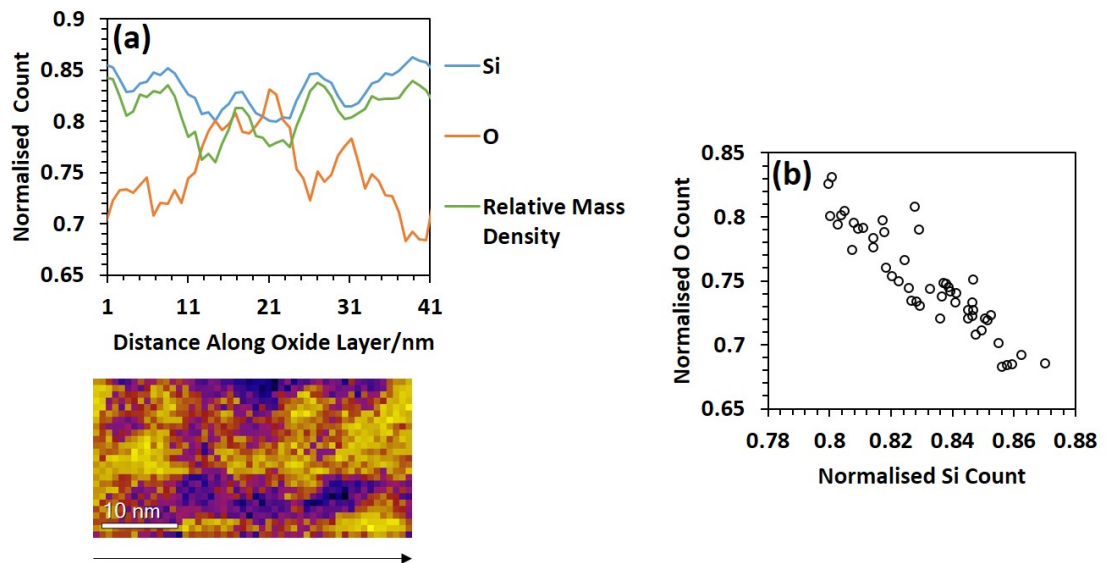 (a)
Normalised Count
0.9
0.85
0.8
0.75
0.7
0.65
1 11 21 31 41
Distance Along Oxide Layer/nm
Si
O
Relative Mass
Density
10 nm
(b)
Normalised O Count
0.85
0.8
0.75
0.7
0.65
0.78 0.8 0.82 0.84 0.86 0.88
Normalised Si Count